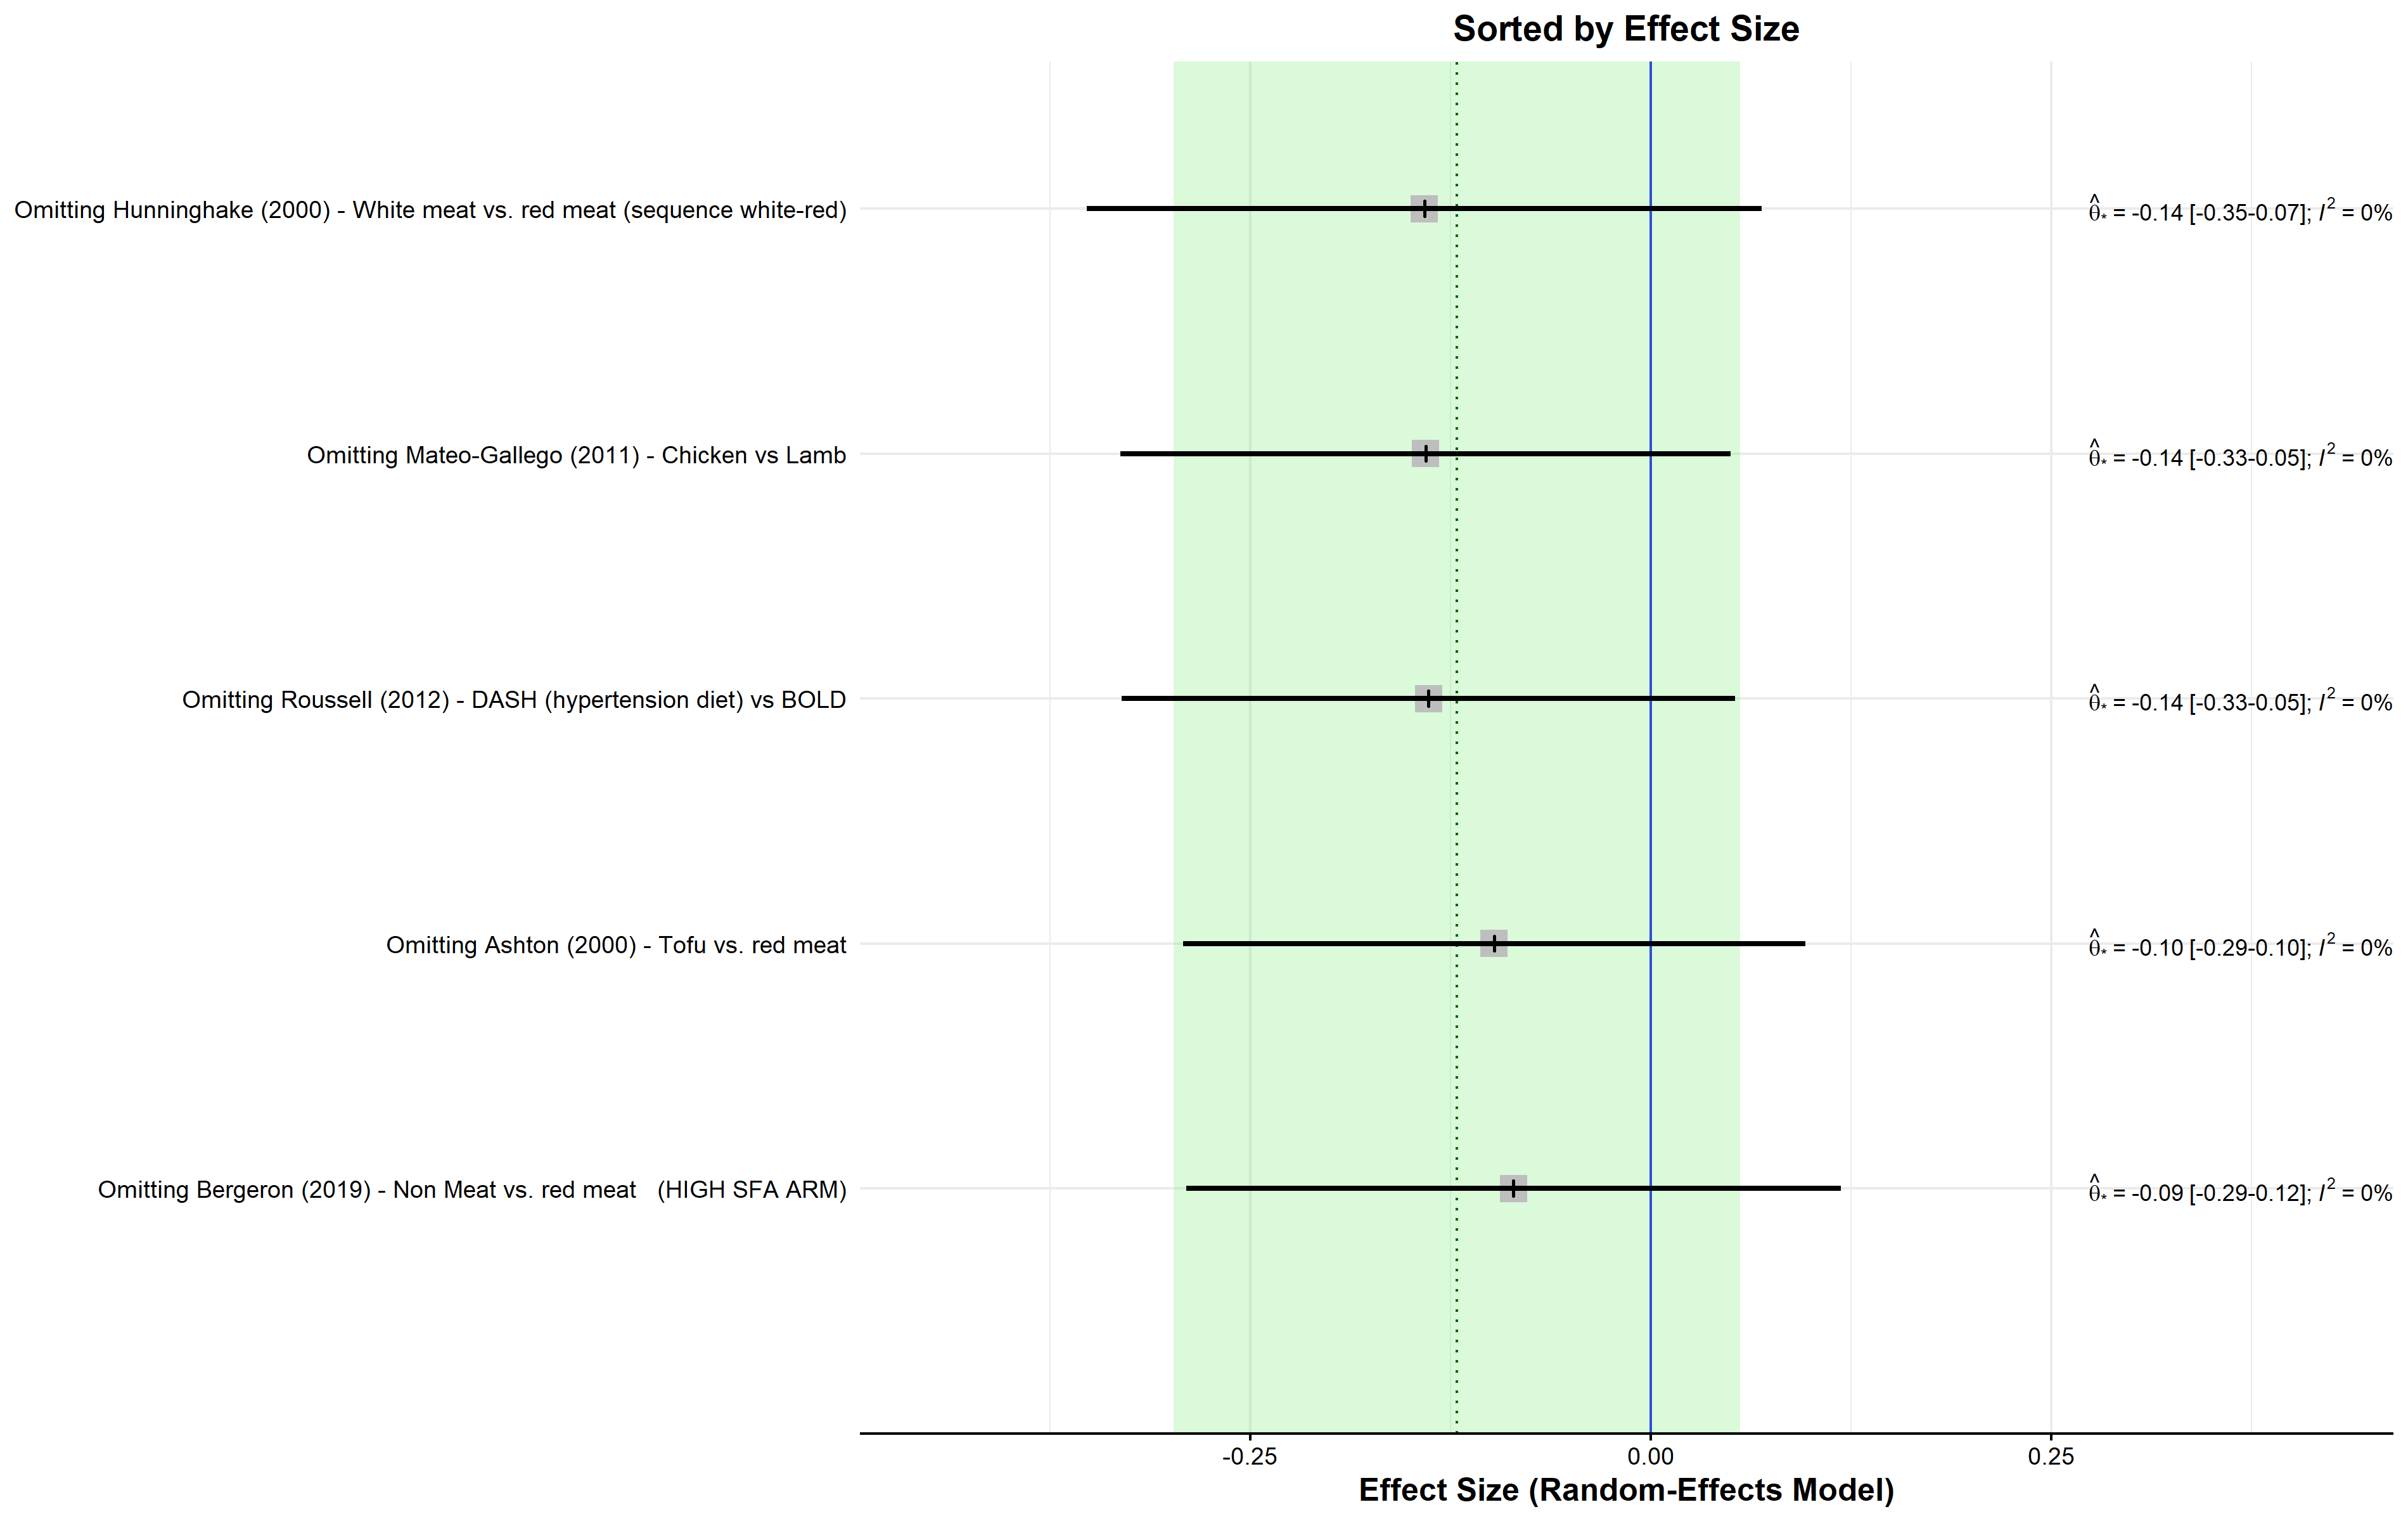 Sorted by Effect Size
Omitting Hunninghake (2000) - White meat vs. red meat (sequence white-red)
θ̂* = -0.14 [-0.35-0.07]; I² = 0%
Omitting Mateo-Gallego (2011) - Chicken vs Lamb
θ̂* = -0.14 [-0.33-0.05]; I² = 0%
Omitting Roussell (2012) - DASH (hypertension diet) vs BOLD
θ̂* = -0.14 [-0.33-0.05]; I² = 0%
Omitting Ashton (2000) - Tofu vs. red meat
θ̂* = -0.10 [-0.29-0.10]; I² = 0%
Omitting Bergeron (2019) - Non Meat vs. red meat   (HIGH SFA ARM)
θ̂* = -0.09 [-0.29-0.12]; I² = 0%
-0.25 0.00 0.25
Effect Size (Random-Effects Model)